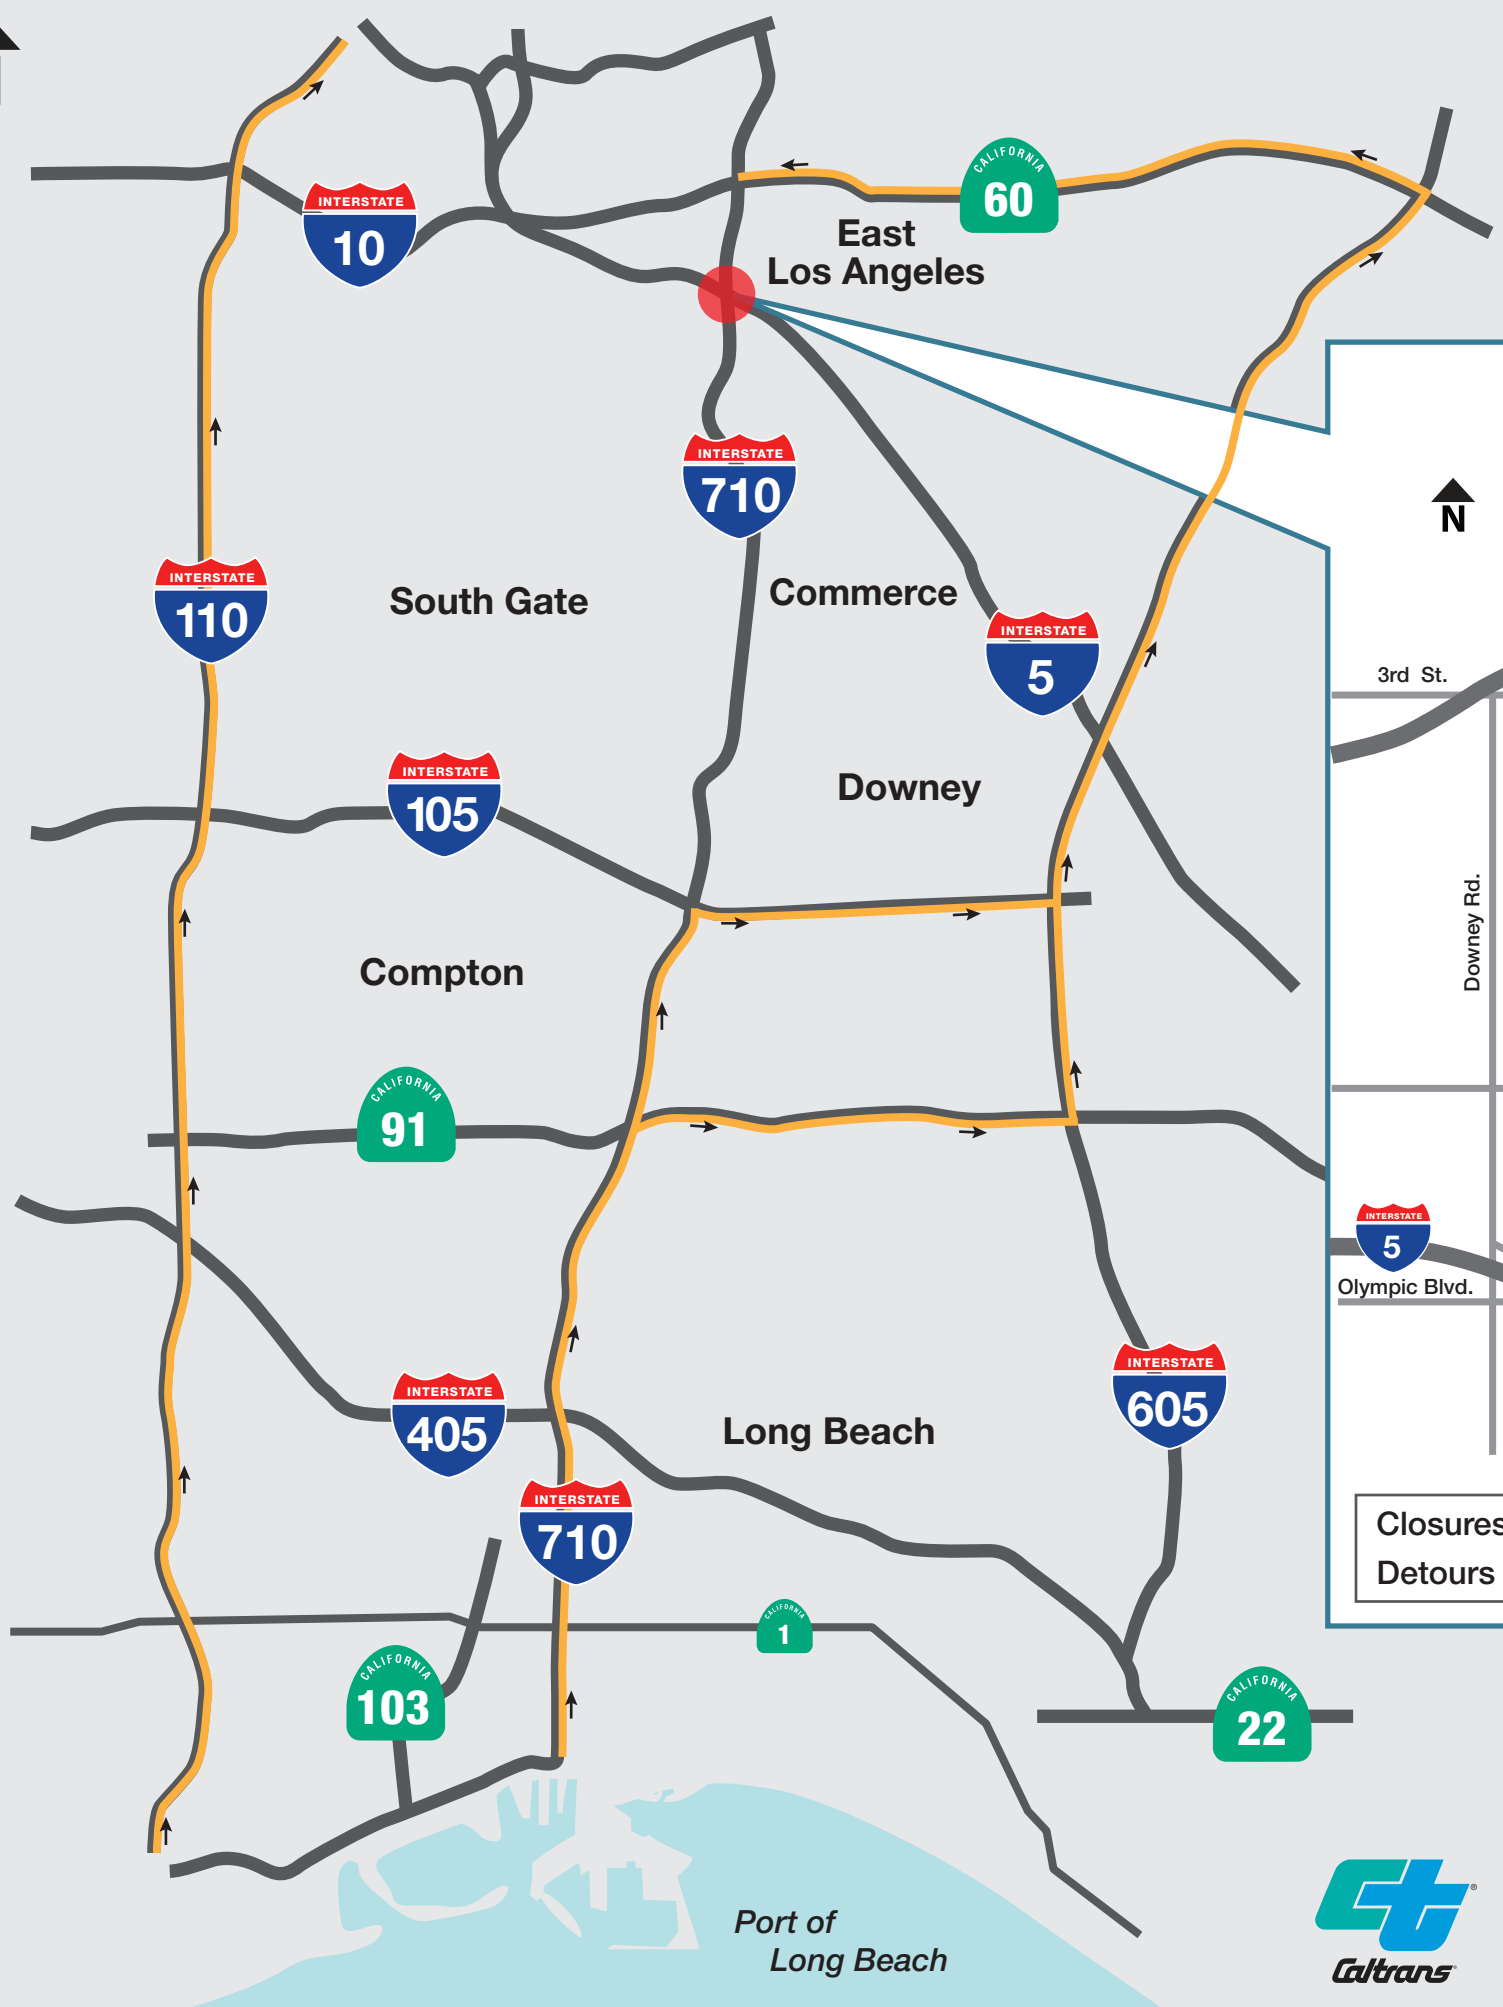 CALIFORNIA
60
INTERSTATE
10
East
Los Angeles
INTERSTATE
710
N
INTERSTATE
110
South Gate
Commerce
INTERSTATE
5
3rd St.
INTERSTATE
105
Downey
Downey Rd.
Compton
CALIFORNIA
91
INTERSTATE
5
Olympic Blvd.
INTERSTATE
405
Long Beach
INTERSTATE
605
INTERSTATE
710
Closures
Detours
CALIFORNIA
1
CALIFORNIA
103
CALIFORNIA
22
Port of
Long Beach
ct®
Caltrans